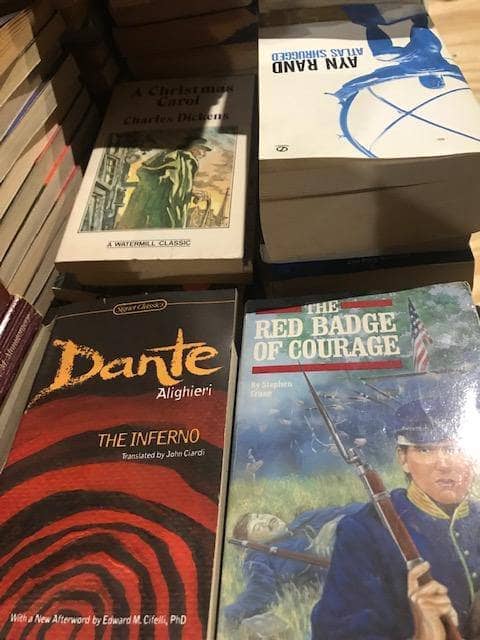 A Christmas
Carol
Charles Dickens
A WATERMILL CLASSIC
AYN RAND
ATLAS SHRUGGED
Signet Classics
Dante
Alighieri
THE INFERNO
Translated by John Ciardi
With a New Afterword by Edward M. Cifelli, PhD
THE
RED BADGE
OF COURAGE
By Stephen
Crane